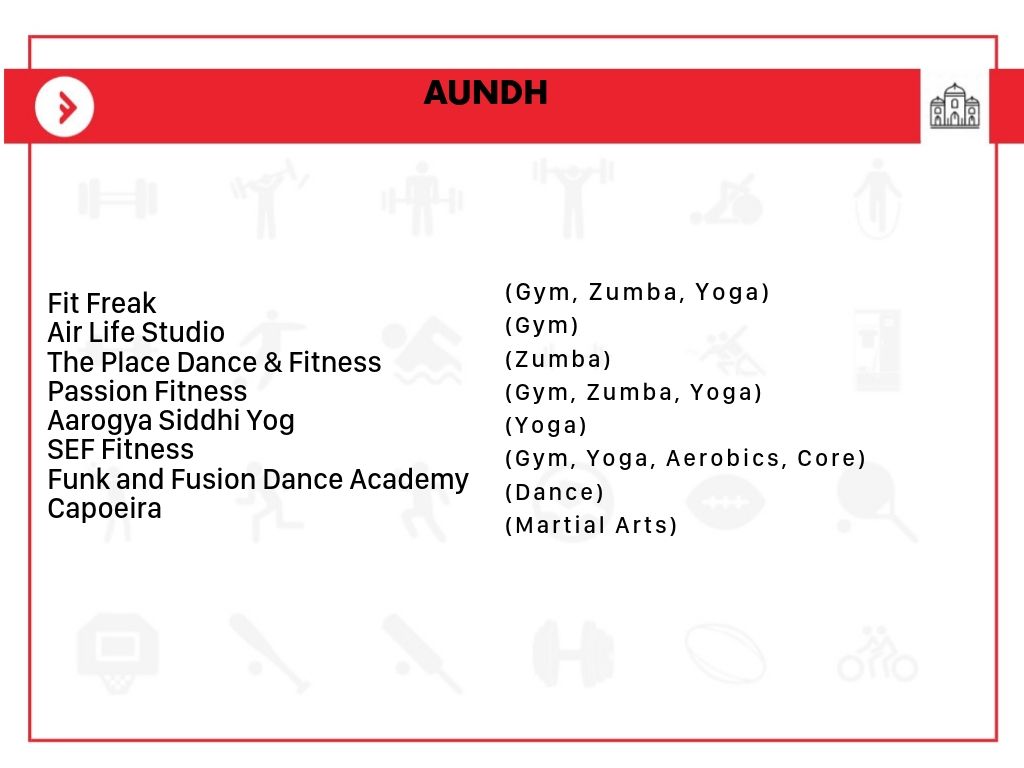 AUNDH
Fit Freak
Air Life Studio
The Place Dance & Fitness
Passion Fitness
Aarogya Siddhi Yog
SEF Fitness
Funk and Fusion Dance Academy
Capoeira
(Gym, Zumba, Yoga)
(Gym)
(Zumba)
(Gym, Zumba, Yoga)
(Yoga)
(Gym, Yoga, Aerobics, Core)
(Dance)
(Martial Arts)